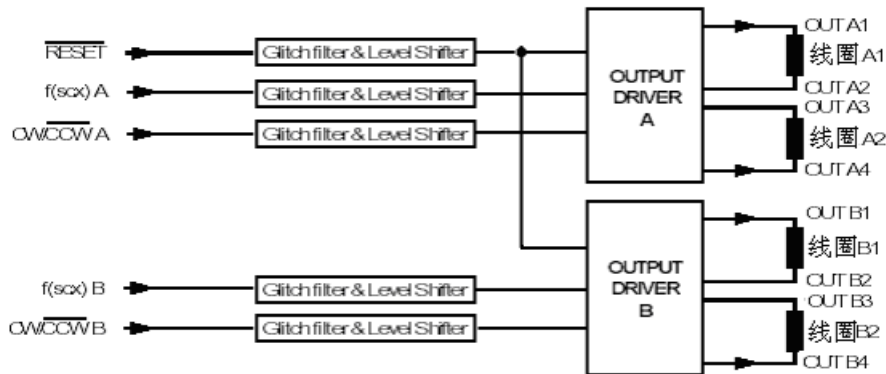 RESET
f(scx) A
CW/CCW A
Glitch filter & Level Shifter
Glitch filter & Level Shifter
Glitch filter & Level Shifter
OUTPUT
DRIVER
A
OUTA1
线圈A1
OUTA2
OUTA3
线圈A2
OUTA4
f(scx) B
CW/CCW B
Glitch filter & Level Shifter
Glitch filter & Level Shifter
OUTPUT
DRIVER
B
OUTB1
线圈B1
OUTB2
OUTB3
线圈B2
OUTB4